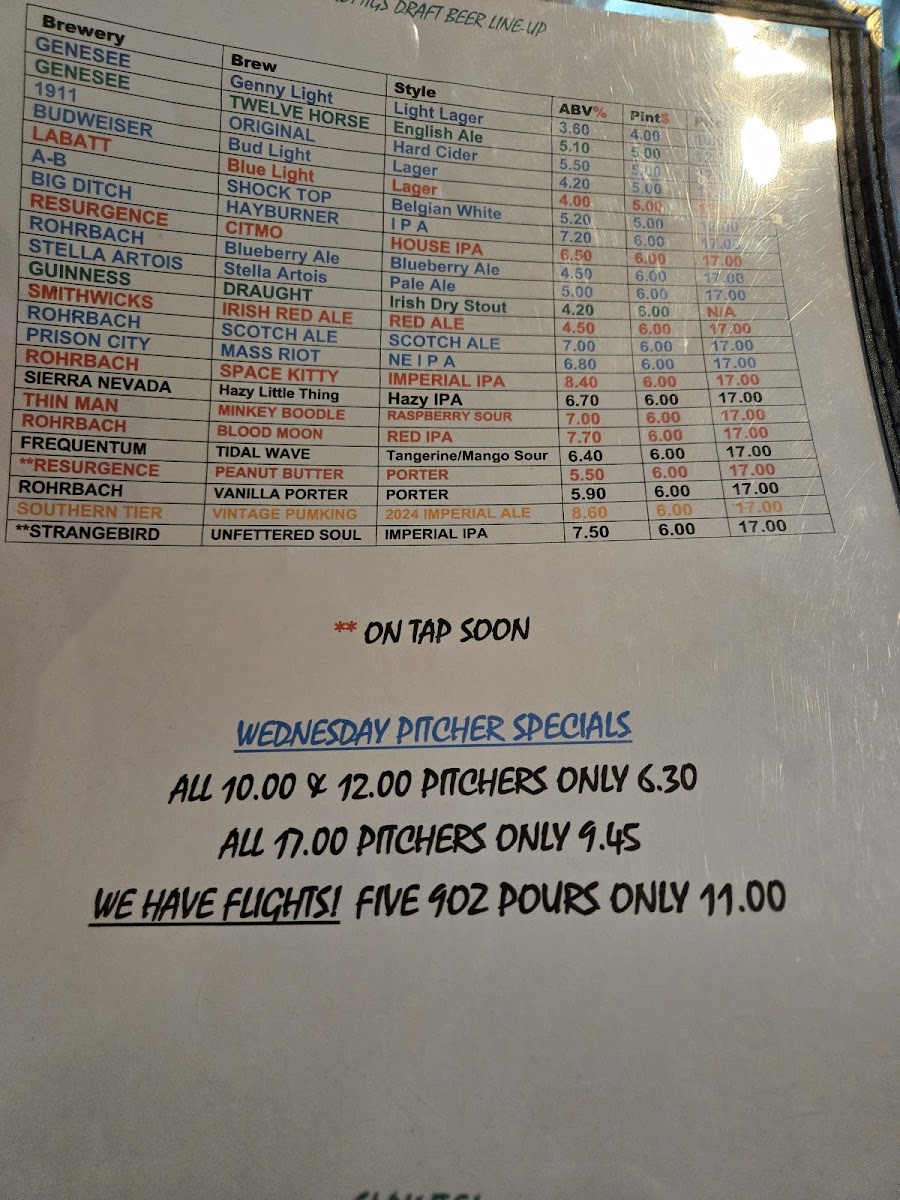 DRAFT BEER LINE-UP
Brewery Brew Style ABV% Pint$
GENESEE Genny Light Light Lager 3.60 4.00
GENESEE TWELVE HORSE English Ale 5.10 5.00
1911 ORIGINAL Hard Cider 5.50 5.00
BUDWEISER Bud Light Lager 4.20 5.00
LABATT Blue Light Lager 4.00 5.00
A-B SHOCK TOP Belgian White 5.20 5.00
BIG DITCH HAYBURNER I P A 7.20 6.00 17.00
RESURGENCE CITMO HOUSE IPA 6.50 6.00 17.00
ROHRBACH Blueberry Ale Blueberry Ale 4.50 6.00 17.00
STELLA ARTOIS Stella Artois Pale Ale 5.00 6.00 17.00
GUINNESS DRAUGHT Irish Dry Stout 4.20 6.00 N/A
SMITHWICKS IRISH RED ALE RED ALE 4.50 6.00 17.00
ROHRBACH SCOTCH ALE SCOTCH ALE 7.00 6.00 17.00
PRISON CITY MASS RIOT NE I P A 6.80 6.00 17.00
ROHRBACH SPACE KITTY IMPERIAL IPA 8.40 6.00 17.00
SIERRA NEVADA Hazy Little Thing Hazy IPA 6.70 6.00 17.00
THIN MAN MINKEY BOODLE RASPBERRY SOUR 7.00 6.00 17.00
ROHRBACH BLOOD MOON RED IPA 7.70 6.00 17.00
FREQUENTUM TIDAL WAVE Tangerine/Mango Sour 6.40 6.00 17.00
**RESURGENCE PEANUT BUTTER PORTER 5.50 6.00 17.00
ROHRBACH VANILLA PORTER PORTER 5.90 6.00 17.00
SOUTHERN TIER VINTAGE PUMKING 2024 IMPERIAL ALE 8.60 6.00 17.00
**STRANGEBIRD UNFETTERED SOUL IMPERIAL IPA 7.50 6.00 17.00
** ON TAP SOON
WEDNESDAY PITCHER SPECIALS
ALL 10.00 & 12.00 PITCHERS ONLY 6.30
ALL 17.00 PITCHERS ONLY 9.45
WE HAVE FLIGHTS! FIVE 9OZ POURS ONLY 11.00